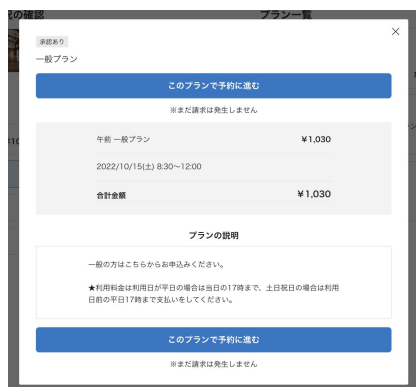 の確認
プラン一覧
承認あり
一般プラン
このプランで予約に進む
※まだ請求は発生しません
午前 一般プラン ¥1,030
2022/10/15(土) 8:30〜12:00
合計金額 ¥1,030
プランの説明
一般の方はこちらからお申込みください。
★利用料金は利用日が平日の場合は当日の17時まで、土日祝日の場合は利用
日前の平日17時まで支払いをしてください。
このプランで予約に進む
※まだ請求は発生しません